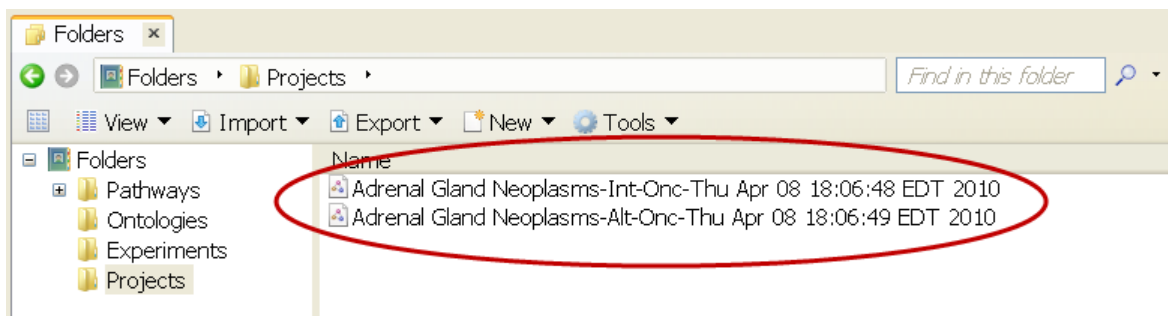 Folders
Folders Projects Find in this folder
View Import Export New Tools
Folders
Pathways
Ontologies
Experiments
Projects
Name
Adrenal Gland Neoplasms-Int-Onc-Thu Apr 08 18:06:48 EDT 2010
Adrenal Gland Neoplasms-Alt-Onc-Thu Apr 08 18:06:49 EDT 2010